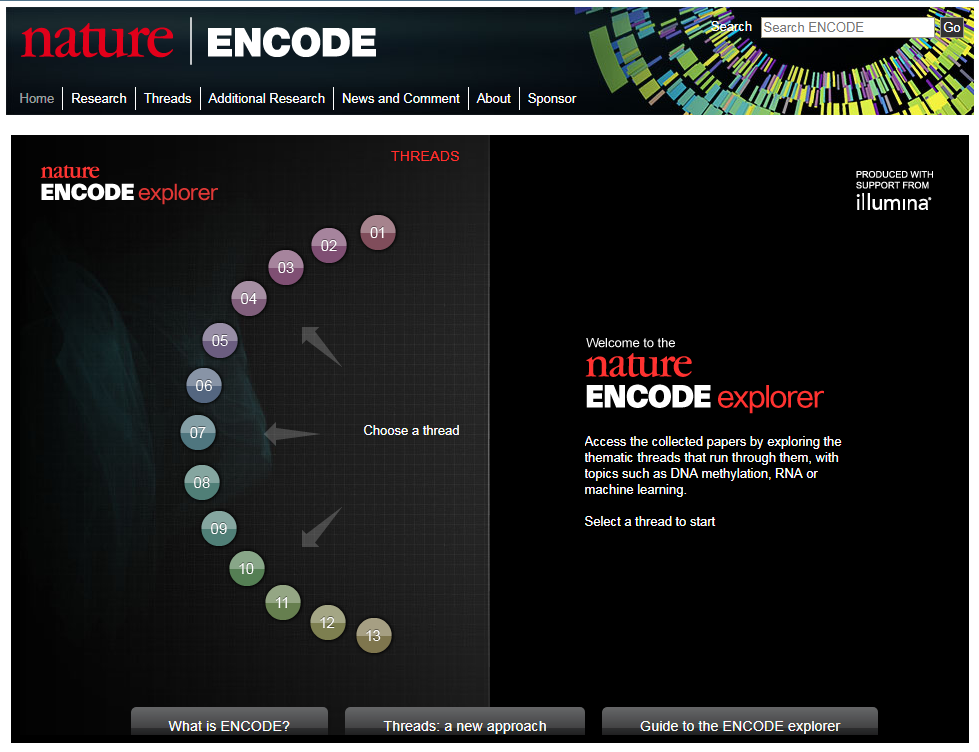 nature ENCODE
Search Search ENCODE Go
Home Research Threads Additional Research News and Comment About Sponsor
nature
ENCODE explorer
THREADS
01
02
03
04
05
06
07
08
09
10
11
12
13
Choose a thread
PRODUCED WITH
SUPPORT FROM
illumina®
Welcome to the
nature
ENCODE explorer
Access the collected papers by exploring the
thematic threads that run through them, with
topics such as DNA methylation, RNA or
machine learning.
Select a thread to start
What is ENCODE? Threads: a new approach Guide to the ENCODE explorer